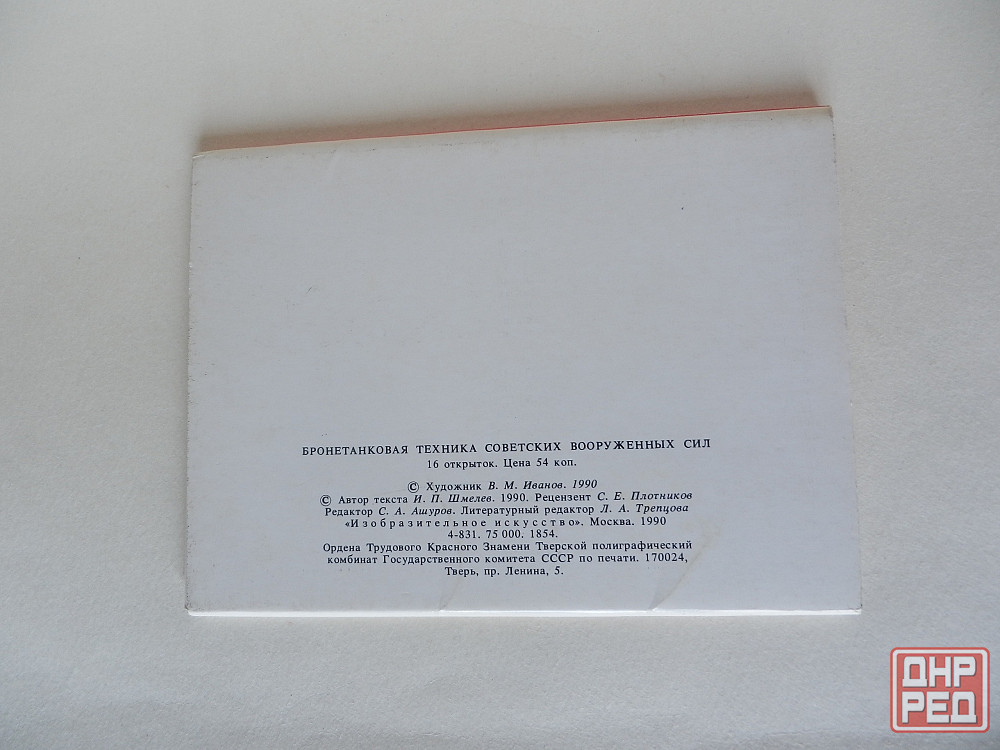 БРОНЕТАНКОВАЯ ТЕХНИКА СОВЕТСКИХ ВООРУЖЕННЫХ СИЛ
16 открыток. Цена 54 коп.
© Художник В. М. Иванов. 1990
© Автор текста И. П. Шмелев. 1990. Рецензент С. Е. Плотников
Редактор С. А. Ашуров. Литературный редактор Л. А. Трепцова
«Изобразительное искусство». Москва. 1990
4-831. 75 000. 1854.
Ордена Трудового Красного Знамени Тверской полиграфический
комбинат Государственного комитета СССР по печати. 170024,
Тверь, пр. Ленина, 5.
ДНР
РЕД